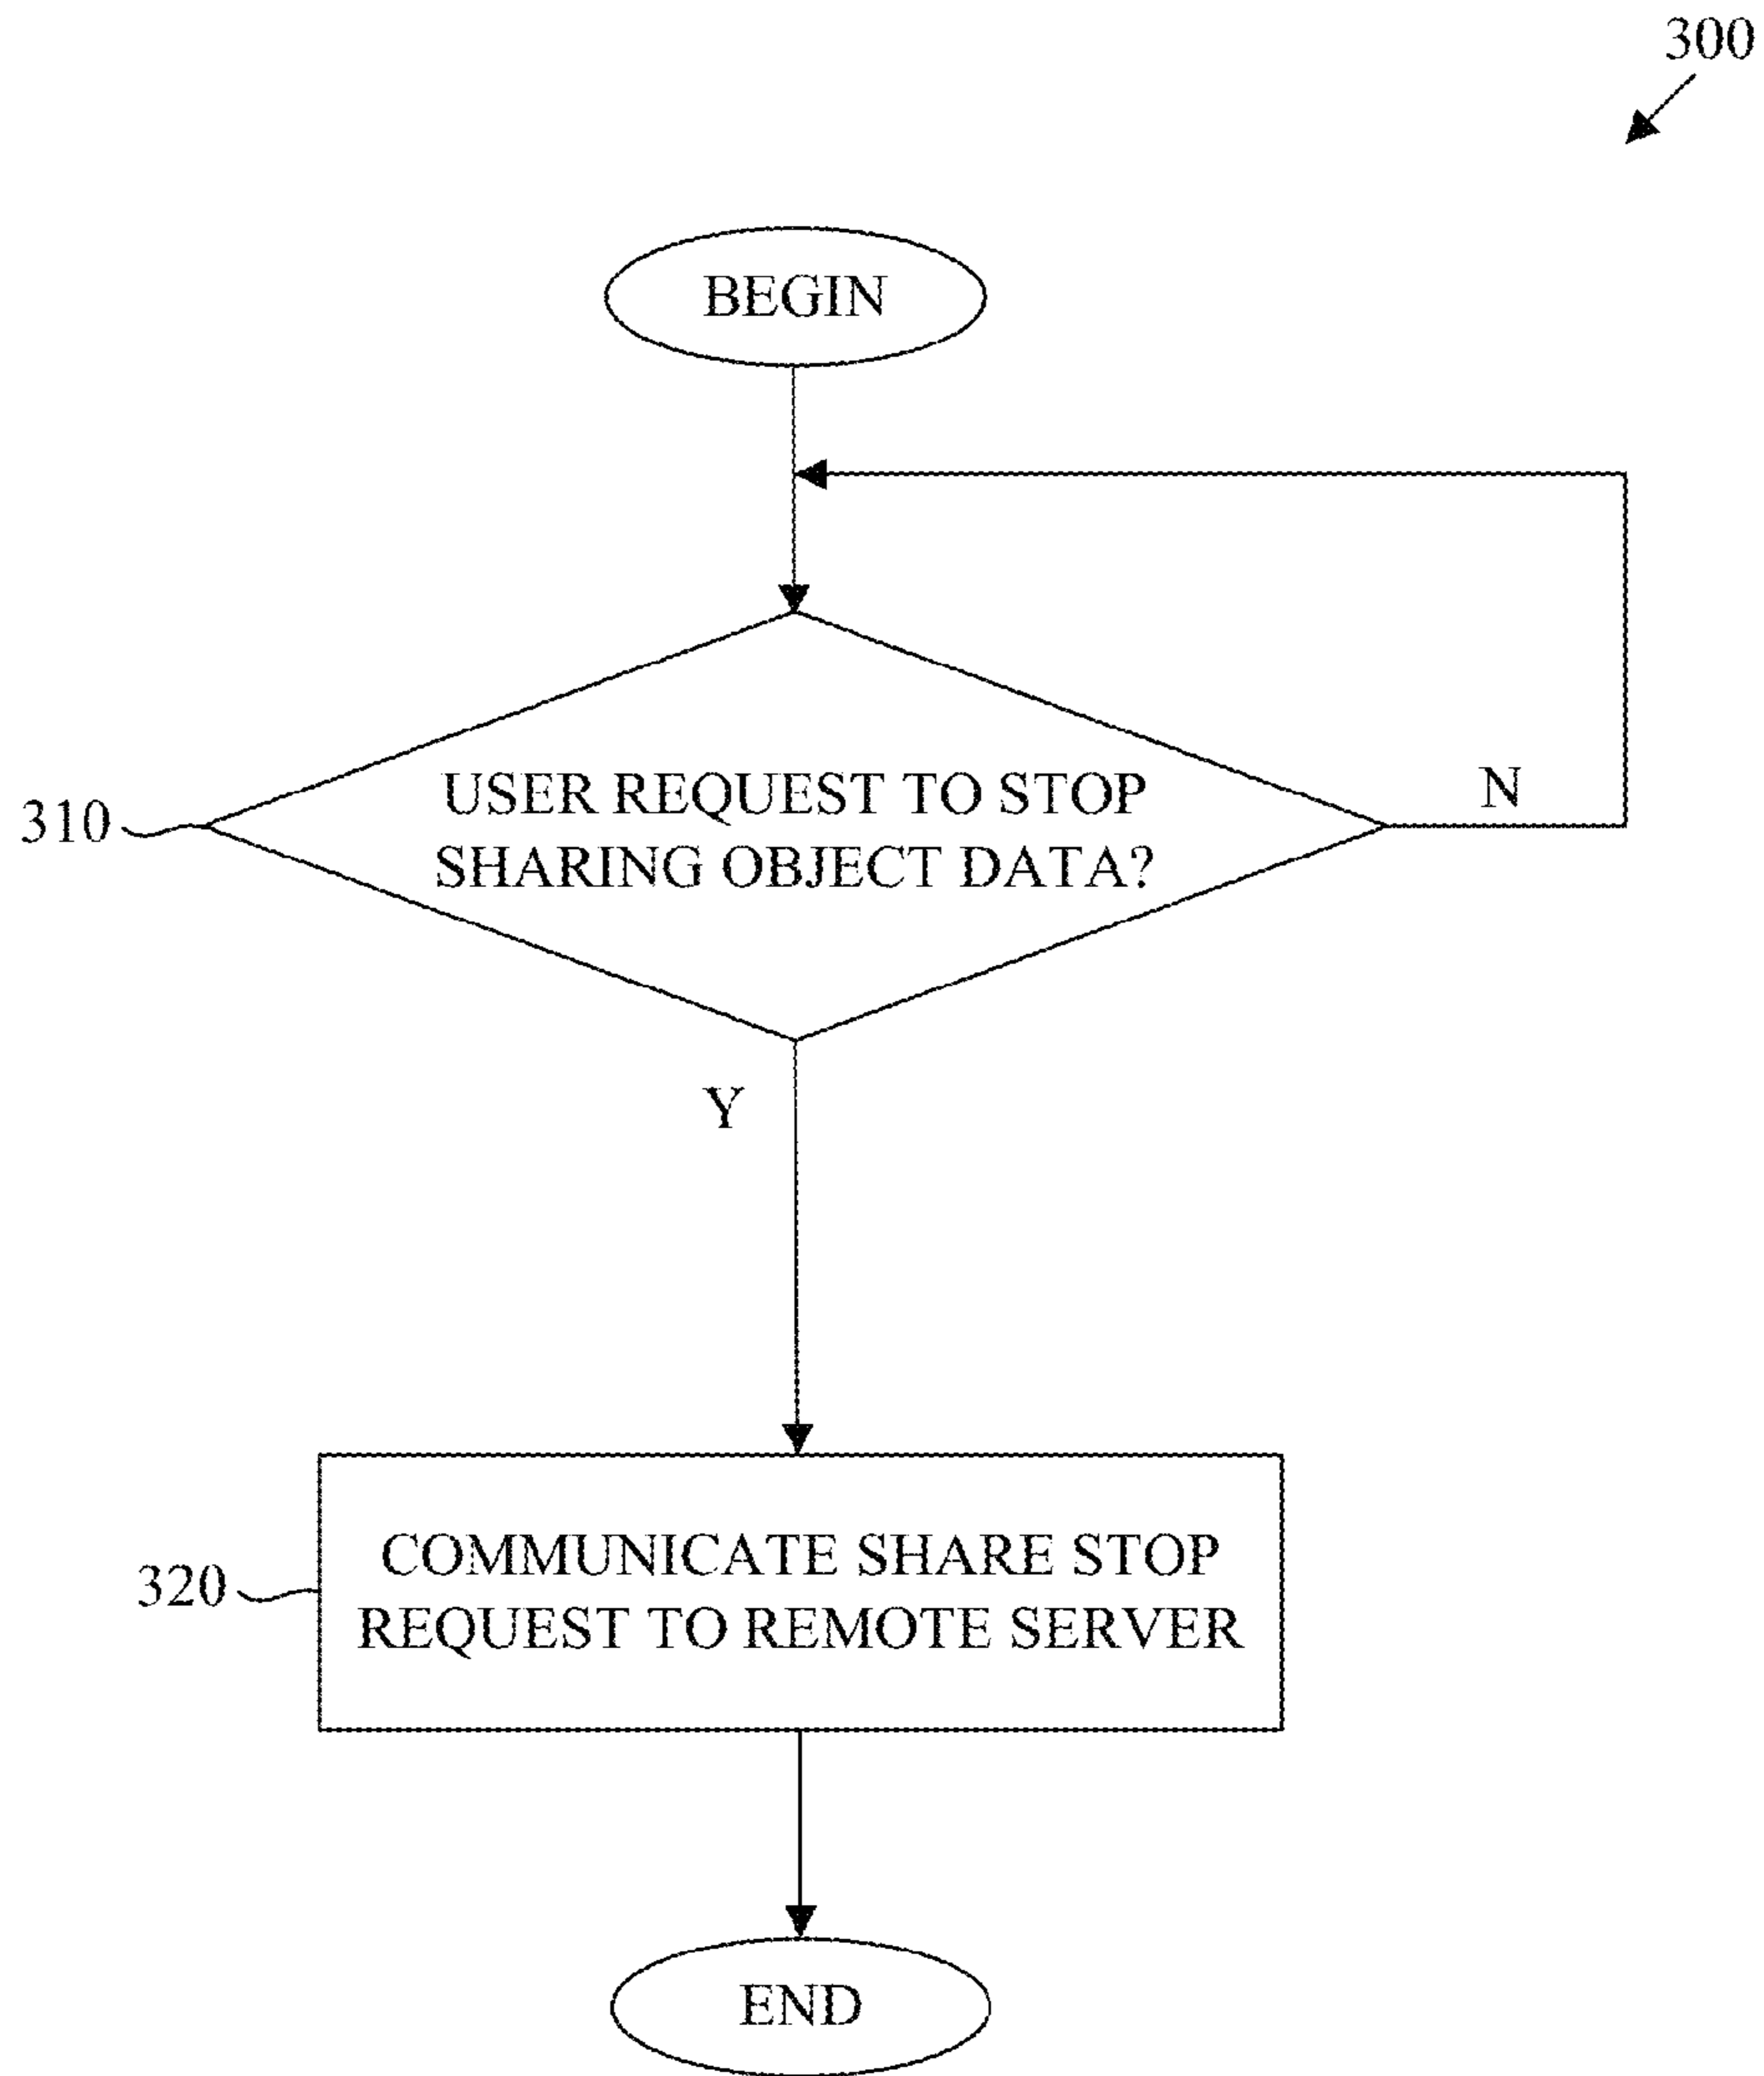 300
BEGIN
USER REQUEST TO STOP
SHARING OBJECT DATA?
N
310
Y
COMMUNICATE SHARE STOP
REQUEST TO REMOTE SERVER
320
END